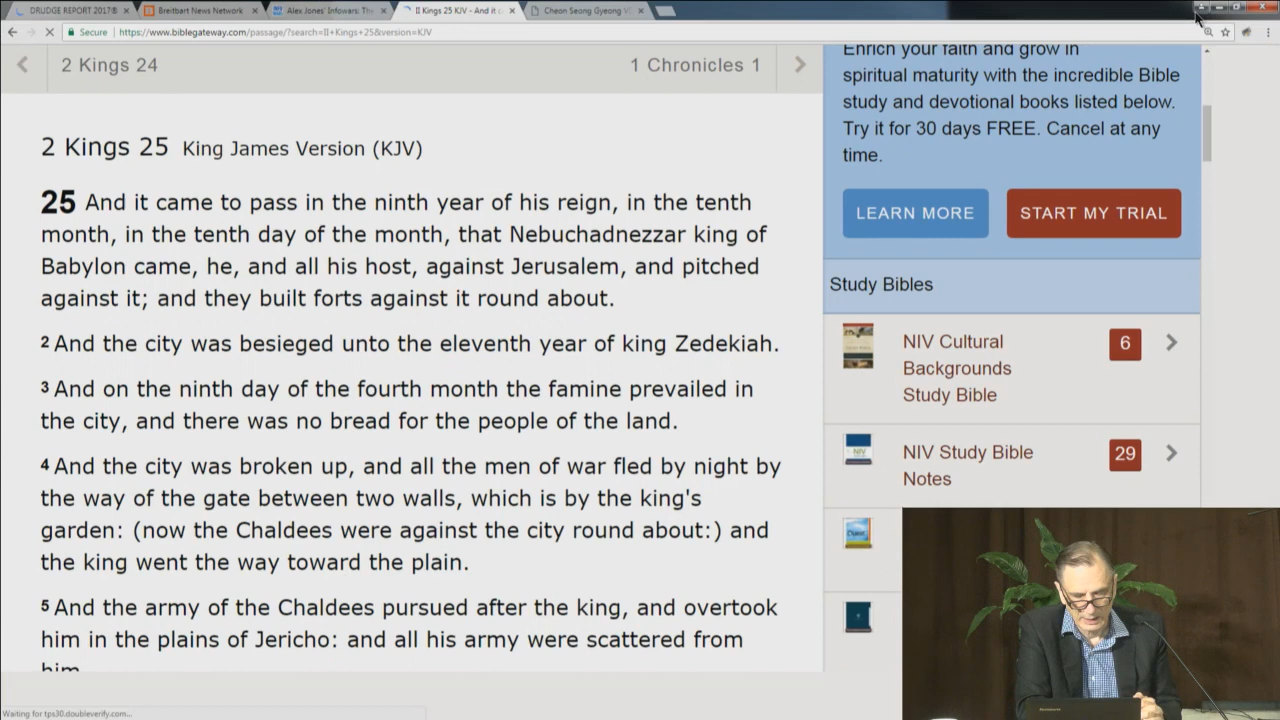 DRUDGE REPORT 2017®
Breitbart News Network
Alex Jones' Infowars: The
II Kings 25 KJV - And it c
Cheon Seong Gyeong V
Secure https://www.biblegateway.com/passage/?search=II+Kings+25&version=KJV
2 Kings 24
1 Chronicles 1
2 Kings 25 King James Version (KJV)
25 And it came to pass in the ninth year of his reign, in the tenth
month, in the tenth day of the month, that Nebuchadnezzar king of
Babylon came, he, and all his host, against Jerusalem, and pitched
against it; and they built forts against it round about.
2 And the city was besieged unto the eleventh year of king Zedekiah.
3 And on the ninth day of the fourth month the famine prevailed in
the city, and there was no bread for the people of the land.
4 And the city was broken up, and all the men of war fled by night by
the way of the gate between two walls, which is by the king's
garden: (now the Chaldees were against the city round about:) and
the king went the way toward the plain.
5 And the army of the Chaldees pursued after the king, and overtook
him in the plains of Jericho: and all his army were scattered from
him
Enrich your faith and grow in
spiritual maturity with the incredible Bible
study and devotional books listed below.
Try it for 30 days FREE. Cancel at any
time.
LEARN MORE
START MY TRIAL
Study Bibles
NIV Cultural
Backgrounds
Study Bible
6
NIV Study Bible
Notes
29
Waiting for tps30.doubleverify.com...